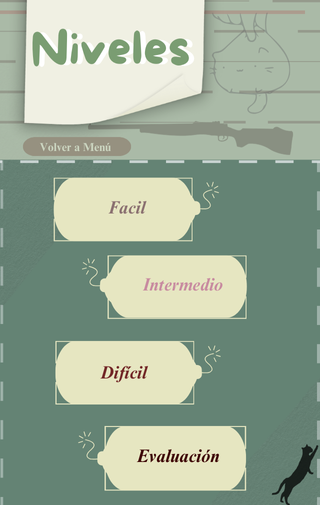 Niveles
Volver a Menú
Facil
Intermedio
Difícil
Evaluación